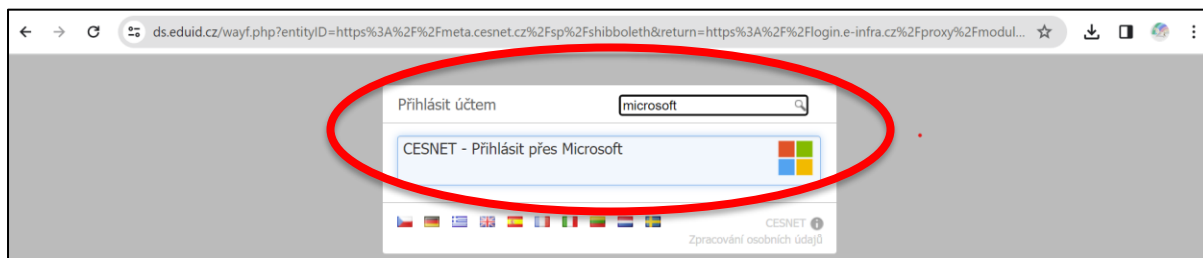 ds.eduid.cz/wayf.php?entityID=https%3A%2F%2Fmeta.cesnet.cz%2Fsp%2Fshibboleth&return=https%3A%2F%2Flogin.e-infra.cz%2Fproxy%2Fmodul...
Přihlásit účtem microsoft
CESNET - Přihlásit přes Microsoft
CESNET
Zpracování osobních údajů